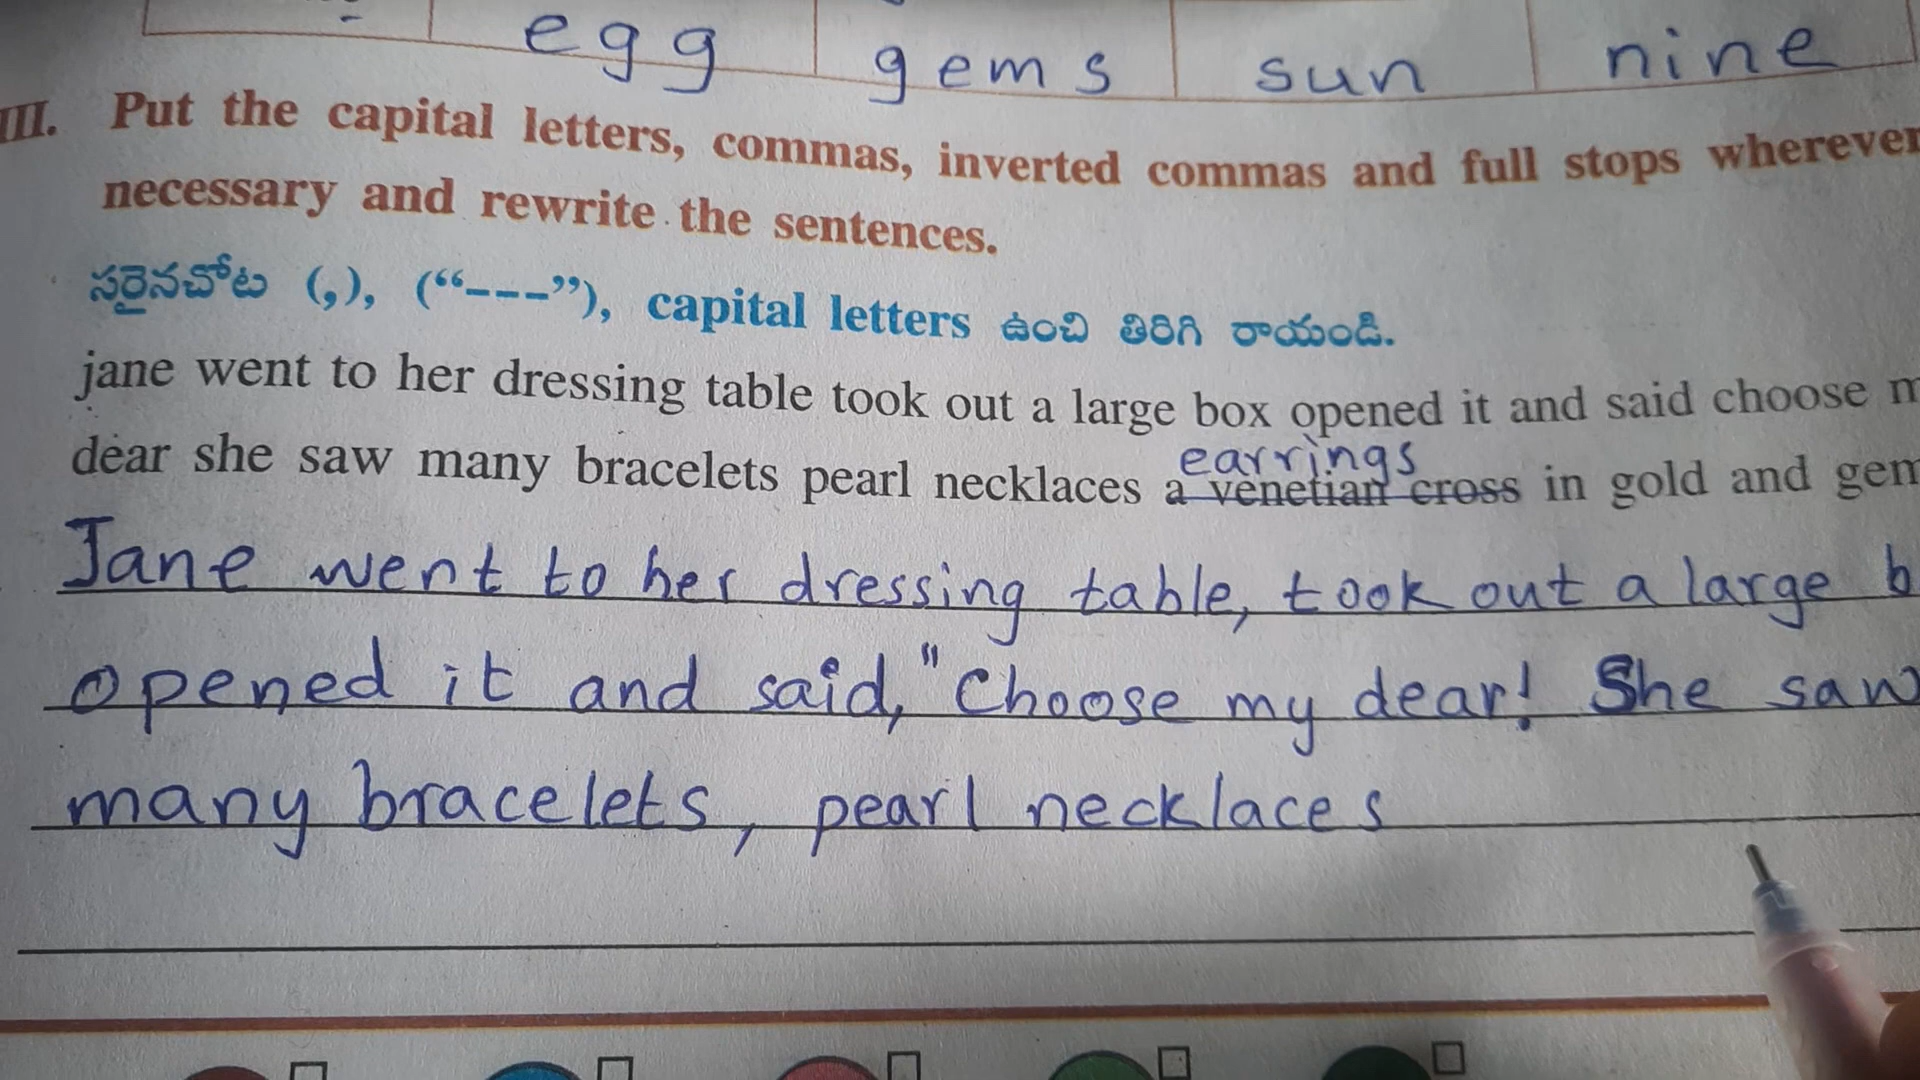 egg gems sun nine
III. Put the capital letters, commas, inverted commas and full stops wherever
necessary and rewrite the sentences.
సరైనచోట (,), (“---”), capital letters ఉంచి తిరిగి రాయండి.
jane went to her dressing table took out a large box opened it and said choose m
earrings
dear she saw many bracelets pearl necklaces a venetian cross in gold and gem
Jane went to her dressing table, took out a large b
opened it and said, "Choose my dear! She saw
many bracelets, pearl necklaces